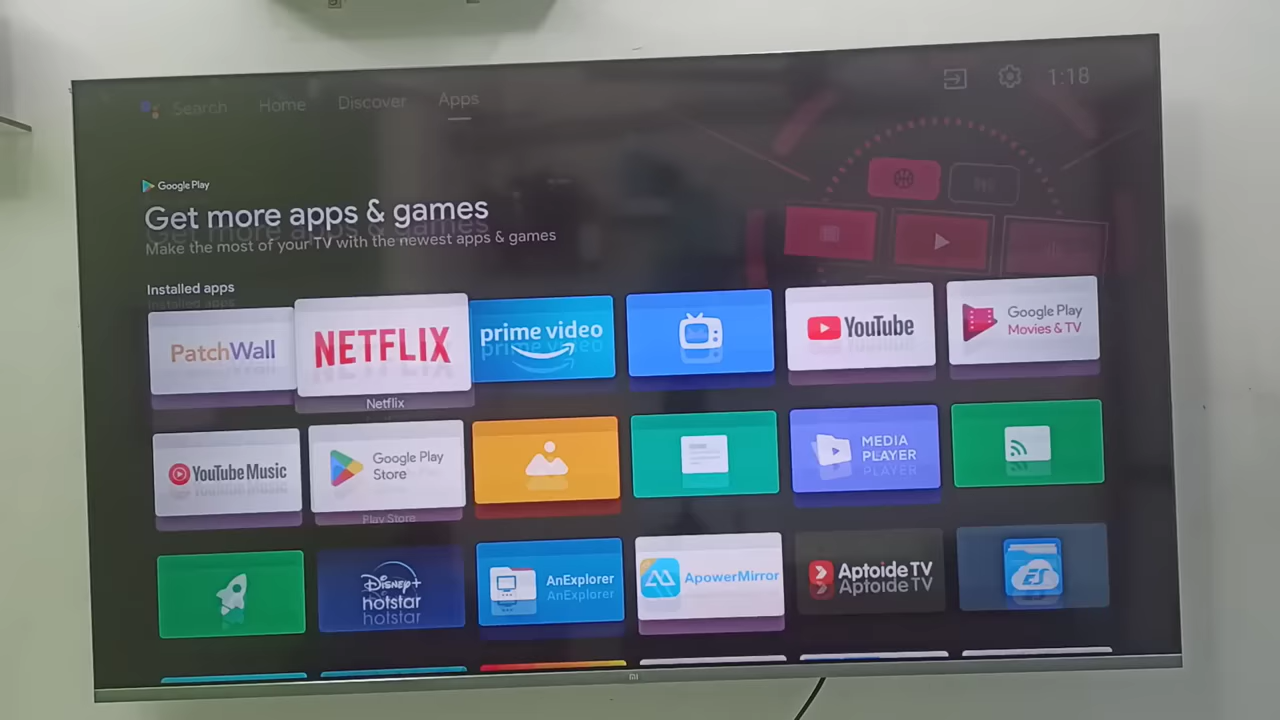 Search Home Discover Apps
1:18
Google Play
Get more apps & games
Make the most of your TV with the newest apps & games
Installed apps
PatchWall
NETFLIX
prime video
YouTube
Google Play
Movies & TV
Netflix
YouTube Music
Google Play
Store
MEDIA
PLAYER
Play Store
Disney+
hotstar
AnExplorer
ApowerMirror
Aptoide TV
ES
mi